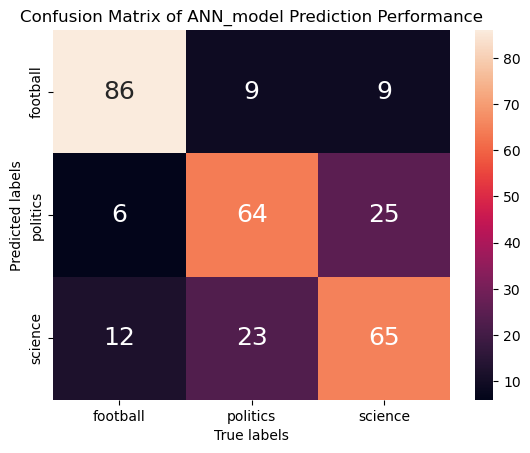 Confusion Matrix of ANN_model Prediction Performance
Predicted labels
football
86 9 9
politics
6 64 25
science
12 23 65
football politics science
True labels
80
70
60
50
40
30
20
10